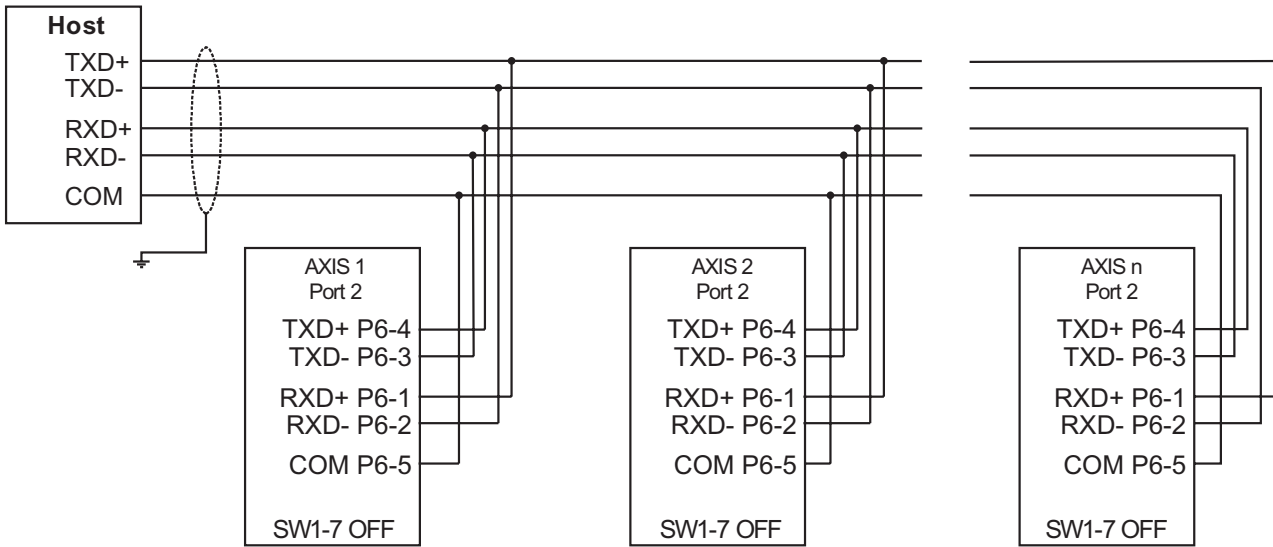 Host
TXD+
TXD-
RXD+
RXD-
COM
AXIS 1
Port 2
TXD+ P6-4
TXD- P6-3
RXD+ P6-1
RXD- P6-2
COM P6-5
SW1-7 OFF
AXIS 2
Port 2
TXD+ P6-4
TXD- P6-3
RXD+ P6-1
RXD- P6-2
COM P6-5
SW1-7 OFF
AXIS n
Port 2
TXD+ P6-4
TXD- P6-3
RXD+ P6-1
RXD- P6-2
COM P6-5
SW1-7 OFF